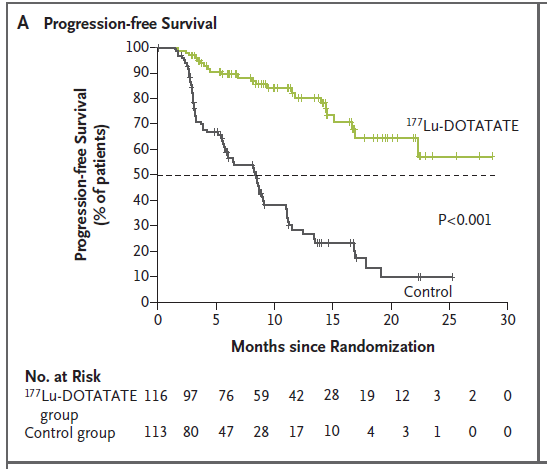 A Progression-free Survival
Progression-free Survival
(% of patients)
100
90
80
70
60
50
40
30
20
10
0
177Lu-DOTATATE
P<0.001
Control
0 5 10 15 20 25 30
Months since Randomization
No. at Risk
177Lu-DOTATATE 116 97 76 59 42 28 19 12 3 2 0
group
Control group 113 80 47 28 17 10 4 3 1 0 0